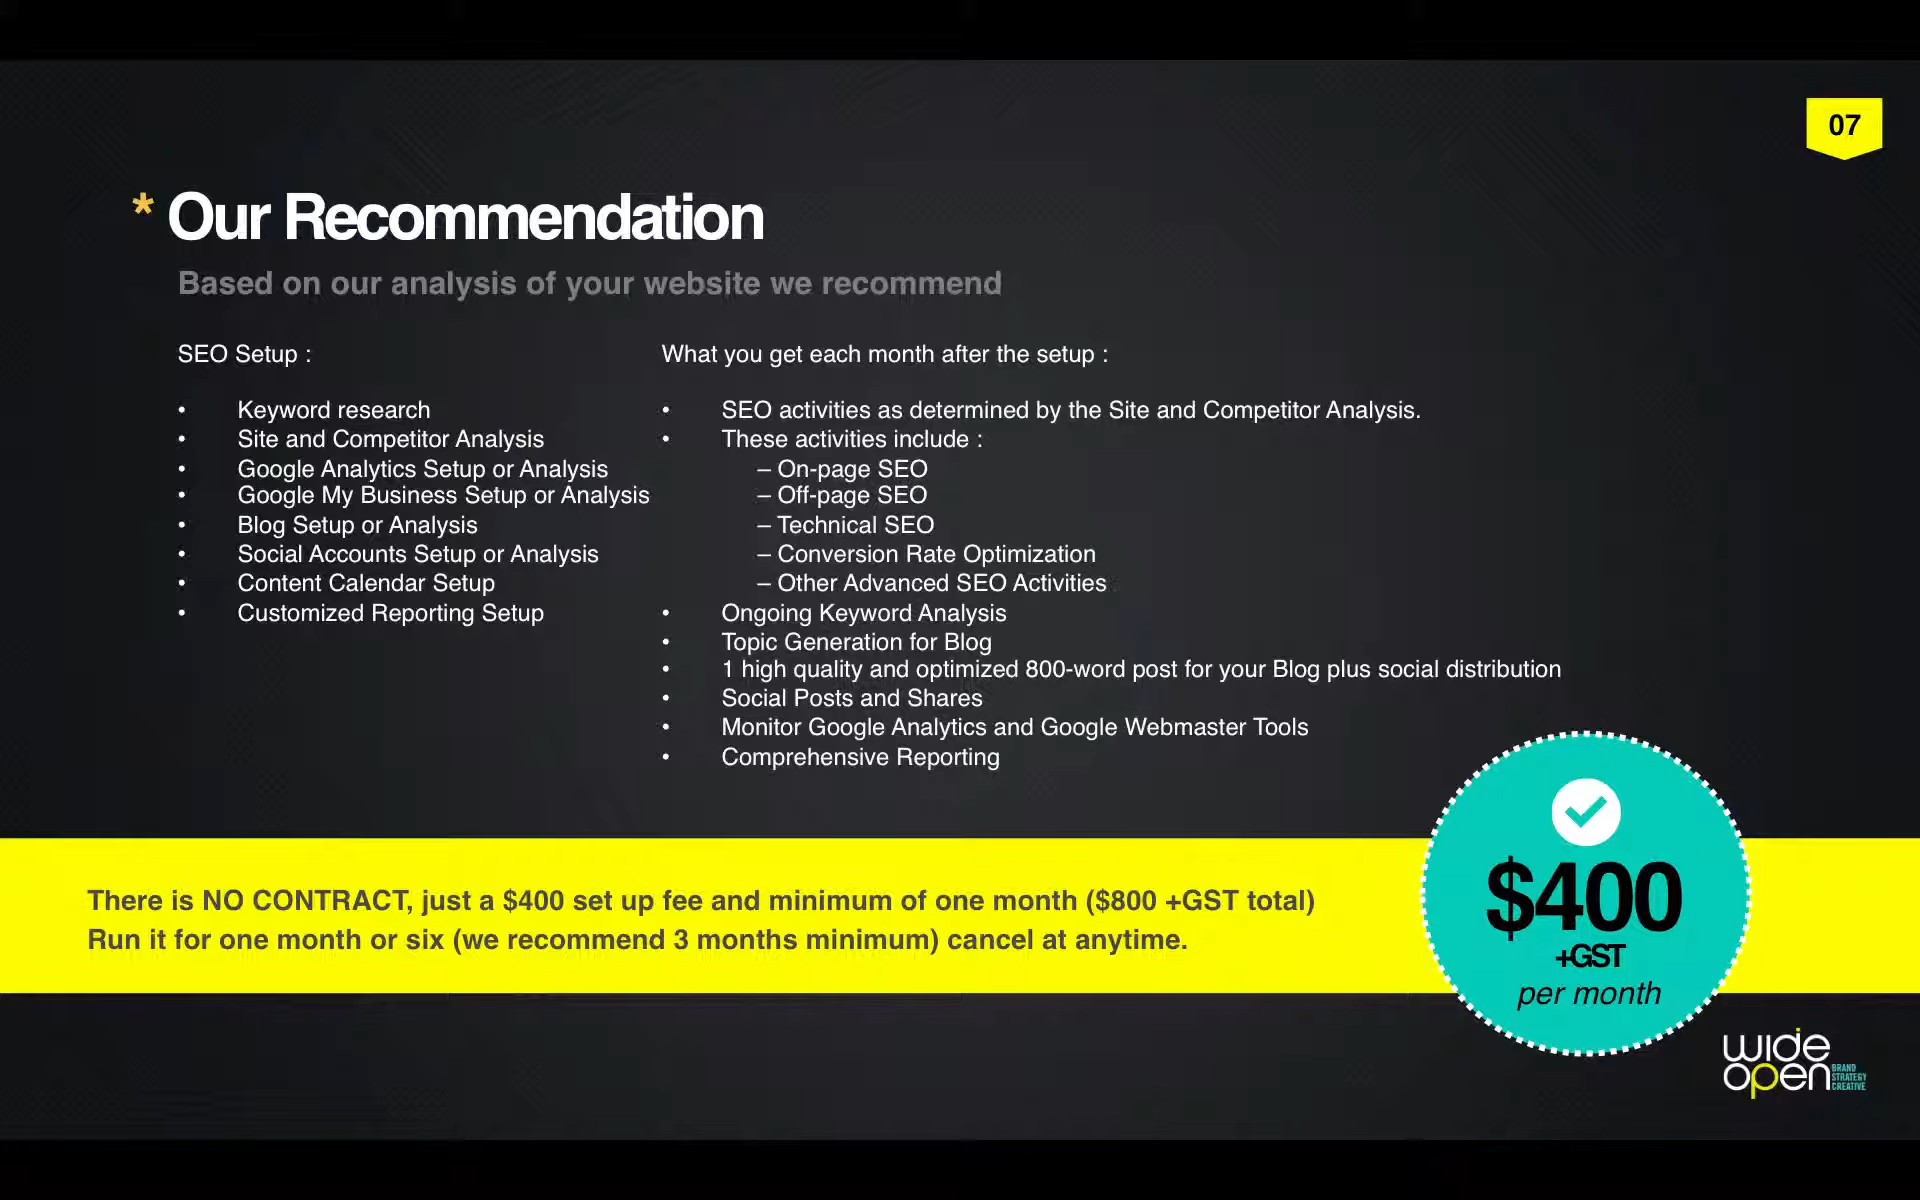 07
* Our Recommendation
Based on our analysis of your website we recommend
SEO Setup :
• Keyword research
• Site and Competitor Analysis
• Google Analytics Setup or Analysis
• Google My Business Setup or Analysis
• Blog Setup or Analysis
• Social Accounts Setup or Analysis
• Content Calendar Setup
• Customized Reporting Setup
What you get each month after the setup :
• SEO activities as determined by the Site and Competitor Analysis.
• These activities include :
– On-page SEO
– Off-page SEO
– Technical SEO
– Conversion Rate Optimization
– Other Advanced SEO Activities
• Ongoing Keyword Analysis
• Topic Generation for Blog
• 1 high quality and optimized 800-word post for your Blog plus social distribution
• Social Posts and Shares
• Monitor Google Analytics and Google Webmaster Tools
• Comprehensive Reporting
There is NO CONTRACT, just a $400 set up fee and minimum of one month ($800 +GST total)
Run it for one month or six (we recommend 3 months minimum) cancel at anytime.
$400
+GST
per month
wide
open
BRAND
STRATEGY
CREATIVE